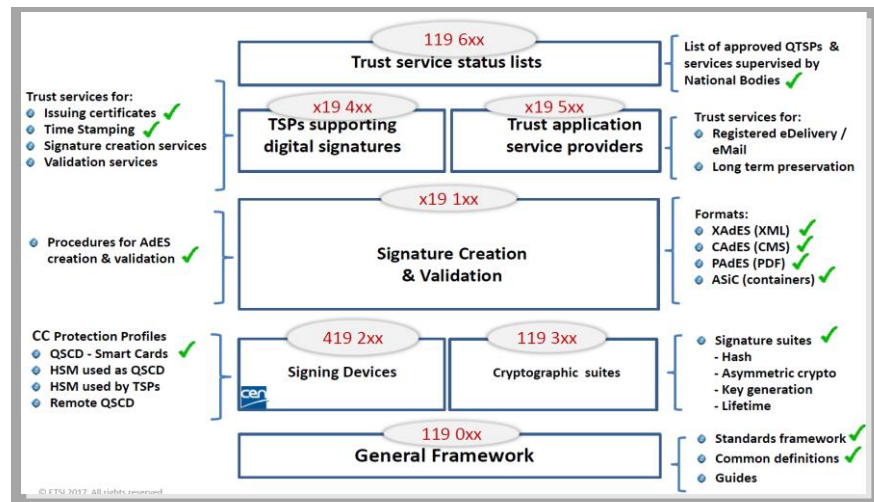 119 6xx
Trust service status lists
List of approved QTSPs &
services supervised by
National Bodies
Trust services for:
Issuing certificates
Time Stamping
Signature creation services
Validation services
x19 4xx
TSPs supporting
digital signatures
x19 5xx
Trust application
service providers
Trust services for:
Registered eDelivery /
eMail
Long term preservation
x19 1xx
Signature Creation
& Validation
Procedures for AdES
creation & validation
Formats:
XAdES (XML)
CAdES (CMS)
PAdES (PDF)
ASiC (containers)
CC Protection Profiles
QSCD - Smart Cards
HSM used as QSCD
HSM used by TSPs
Remote QSCD
419 2xx
Signing Devices
cen
119 3xx
Cryptographic suites
Signature suites
- Hash
- Asymmetric crypto
- Key generation
- Lifetime
119 0xx
General Framework
Standards framework
Common definitions
Guides
© ETSI 2017. All rights reserved